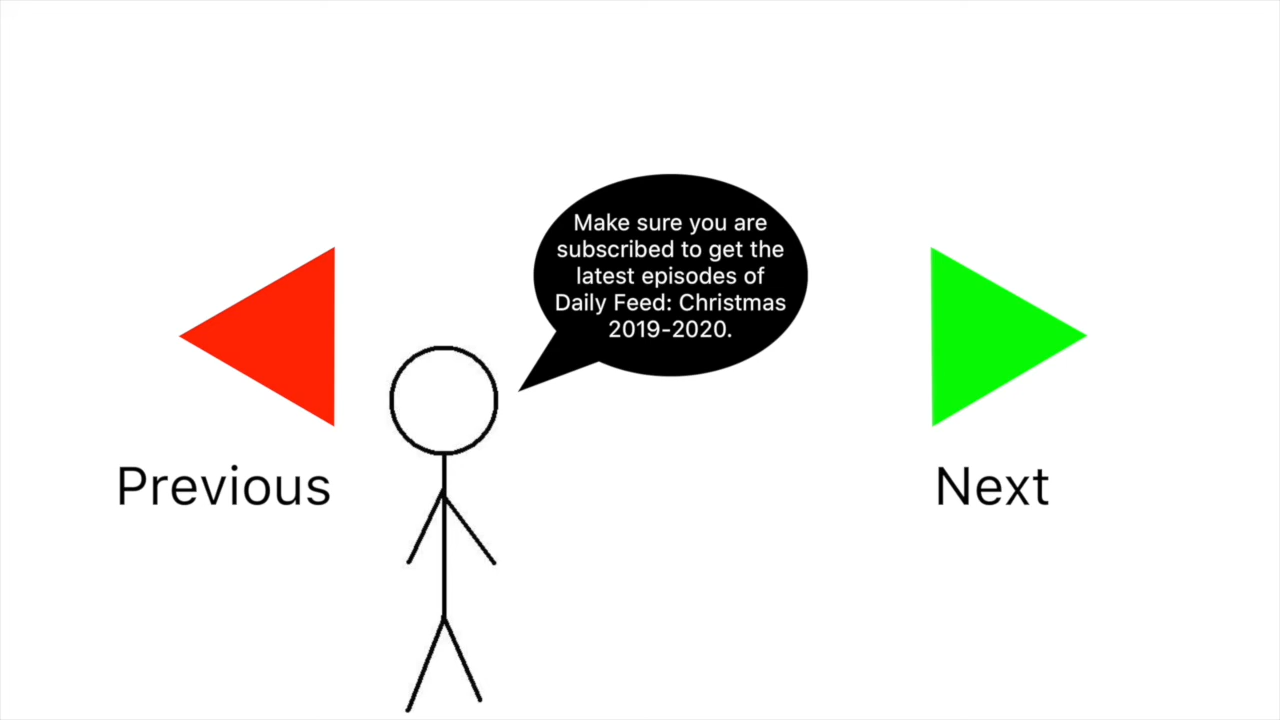 Make sure you are
subscribed to get the
latest episodes of
Daily Feed: Christmas
2019-2020.
Previous
Next